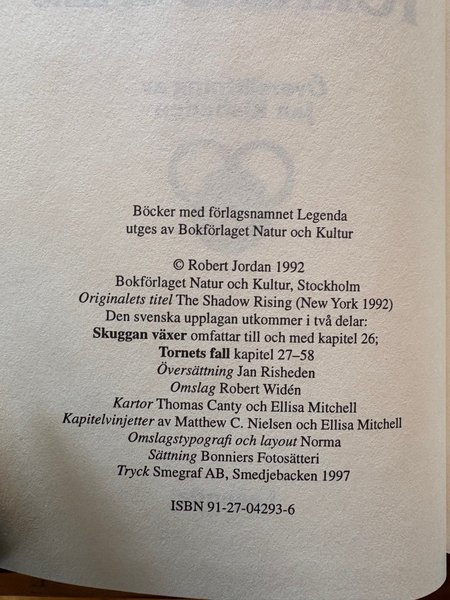 Böcker med förlagsnamnet Legenda
utges av Bokförlaget Natur och Kultur
© Robert Jordan 1992
Bokförlaget Natur och Kultur, Stockholm
Originalets titel The Shadow Rising (New York 1992)
Den svenska upplagan utkommer i två delar:
Skuggan växer omfattar till och med kapitel 26;
Tornets fall kapitel 27–58
Översättning Jan Risheden
Omslag Robert Widén
Kartor Thomas Canty och Ellisa Mitchell
Kapitelvinjetter av Matthew C. Nielsen och Ellisa Mitchell
Omslagstypografi och layout Norma
Sättning Bonniers Fotosätteri
Tryck Smegraf AB, Smedjebacken 1997
ISBN 91-27-04293-6